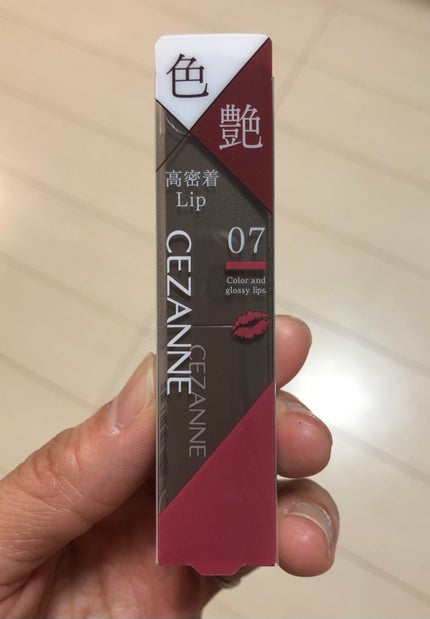 色
艶
高密着
Lip
07
Color and
glossy lips.
CEZANNE
CEZANNE